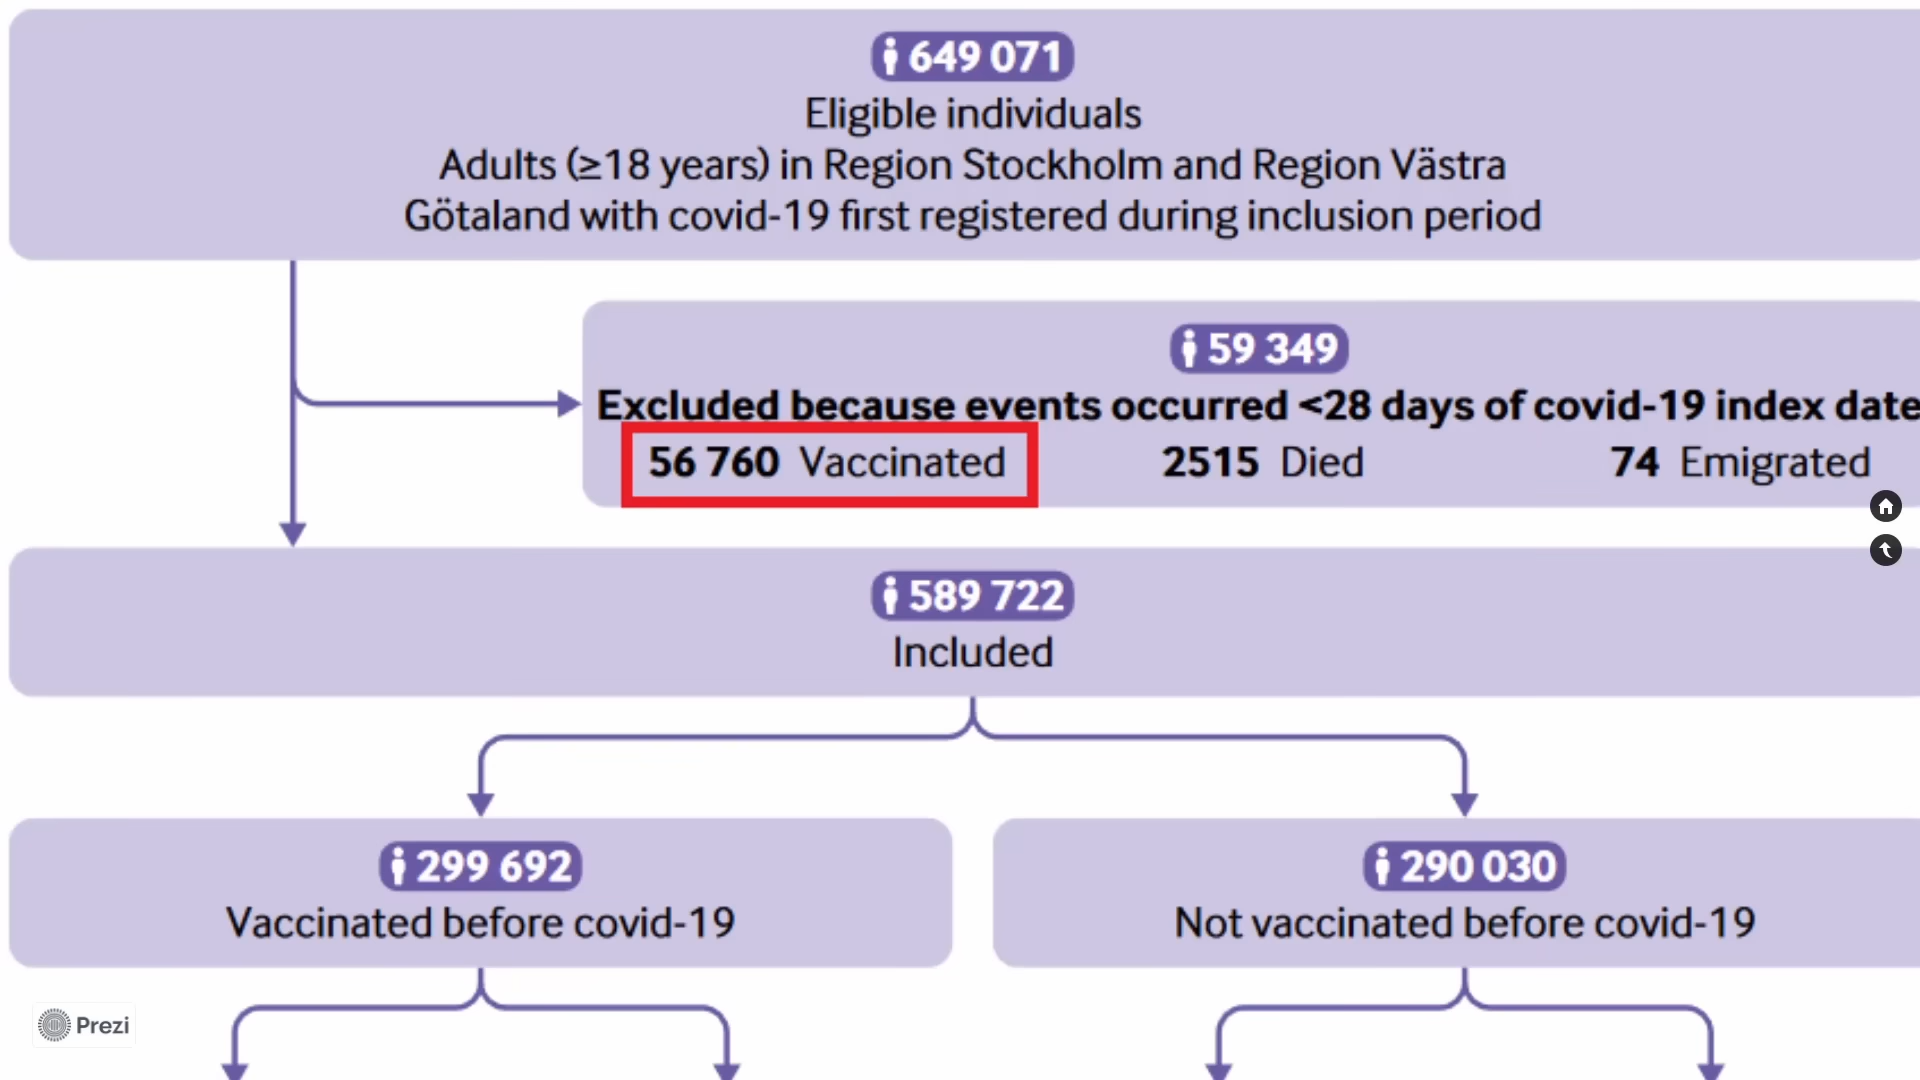 649 071
Eligible individuals
Adults (≥18 years) in Region Stockholm and Region Västra
Götaland with covid-19 first registered during inclusion period
59 349
Excluded because events occurred <28 days of covid-19 index date
56 760 Vaccinated 2515 Died 74 Emigrated
589 722
Included
299 692 290 030
Vaccinated before covid-19 Not vaccinated before covid-19
Prezi